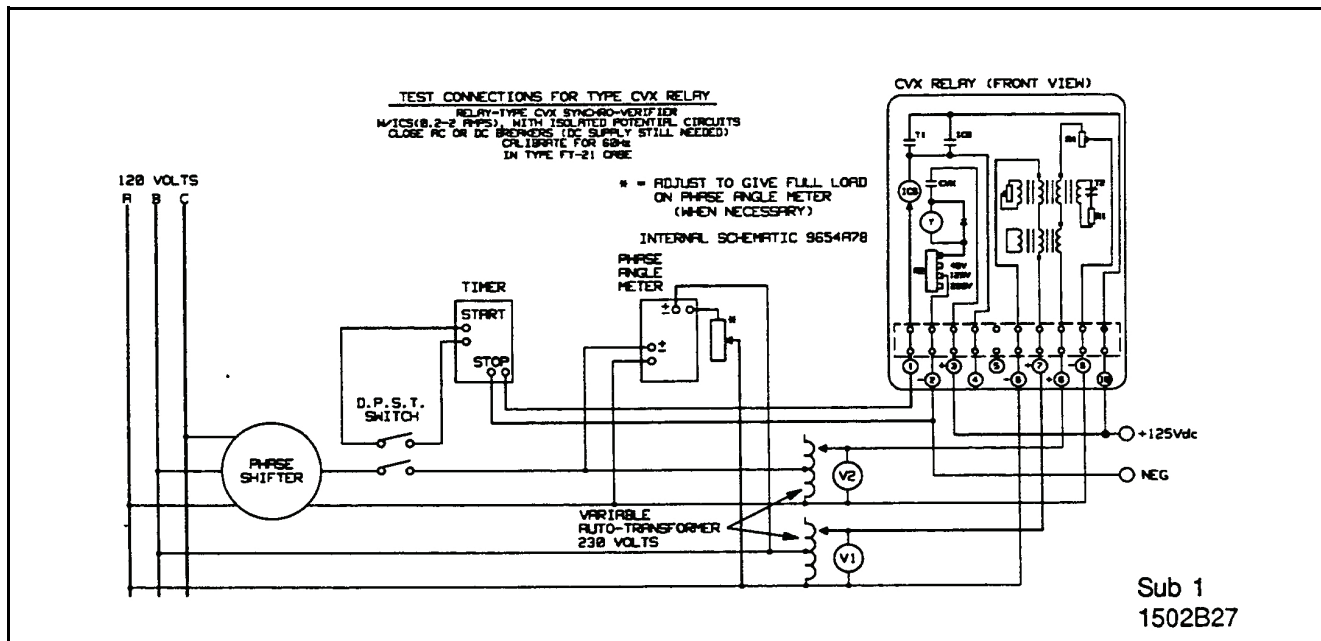 TEST CONNECTIONS FOR TYPE CVX RELAY
RELAY-TYPE CVX SYNCHRO-VERIFIER
W/ICS(0.2-2 AMPS), WITH ISOLATED POTENTIAL CIRCUITS
CLOSE AC OR DC BREAKERS (DC SUPPLY STILL NEEDED)
CALIBRATE FOR 60Hz
IN TYPE FT-21 CASE
* = ADJUST TO GIVE FULL LOAD
ON PHASE ANGLE METER
(WHEN NECESSARY)
INTERNAL SCHEMATIC 9654A78
CVX RELAY (FRONT VIEW)
T1
ICS
ICS
CVX
T
T2
120 VOLTS
A B C
TIMER
START
STOP
PHASE
ANGLE
METER
±
±
*
D.P.S.T.
SWITCH
PHASE
SHIFTER
VARIABLE
AUTO-TRANSFORMER
230 VOLTS
V2
V1
1
-2
+3
4
+7
10
+125Vdc
NEG
Sub 1
1502B27